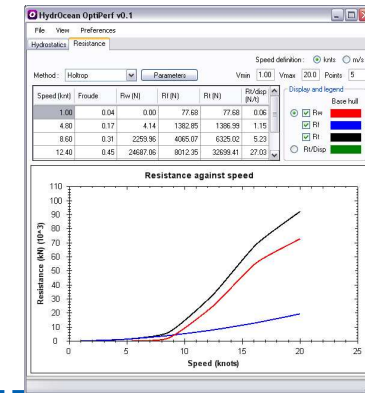 HydrOcean OptiPerf v0.1
File View Preferences
Hydrostatics Resistance
Speed definition : knts m/s
Method : Holtrop Parameters Vmin 1.00 Vmax 20.0 Points 5
Speed (knt) Froude Rw (N) Rf (N) Rt (N) Rt/disp (N/t)
1.00 0.04 0.00 77.68 77.68 0.06
4.80 0.17 4.14 1382.85 1386.99 1.15
8.60 0.31 2259.96 4065.07 6325.02 5.23
12.40 0.45 24687.06 8012.35 32699.41 27.03
Display and legend
Base hull
Rw
Rf
Rt
Rt/Disp
Resistance against speed
Resistance (kN) (10^3)
110
100
90
80
70
60
50
40
30
20
10
0
0 5 10 15 20 25
Speed (knots)